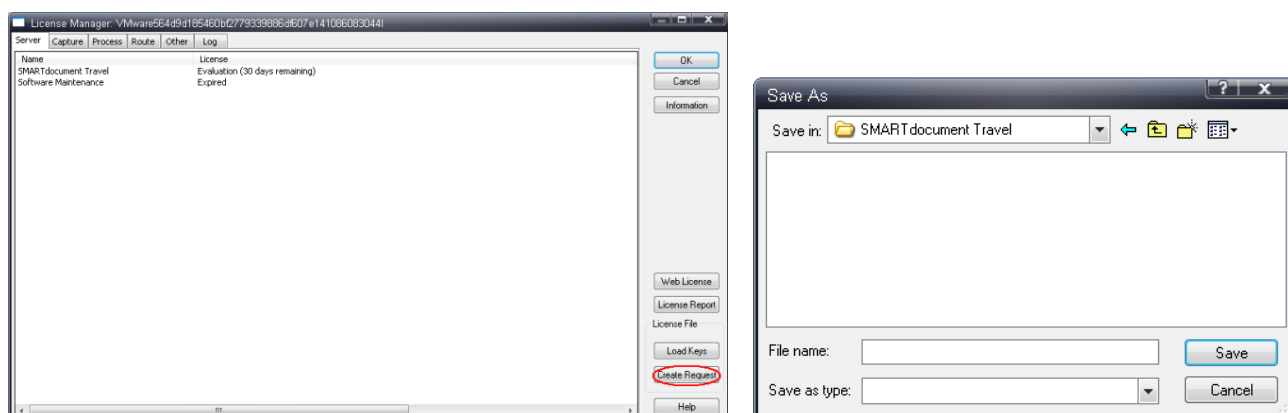 License Manager: VMware564d9d185460bf2779339886df607e141086083044l
Server Capture Process Route Other Log
Name License
SMARTdocument Travel Evaluation (30 days remaining)
Software Maintenance Expired
OK
Cancel
Information
Web License
License Report
License File
Load Keys
Create Request
Help
Save As
Save in: SMARTdocument Travel
File name:
Save
Save as type:
Cancel